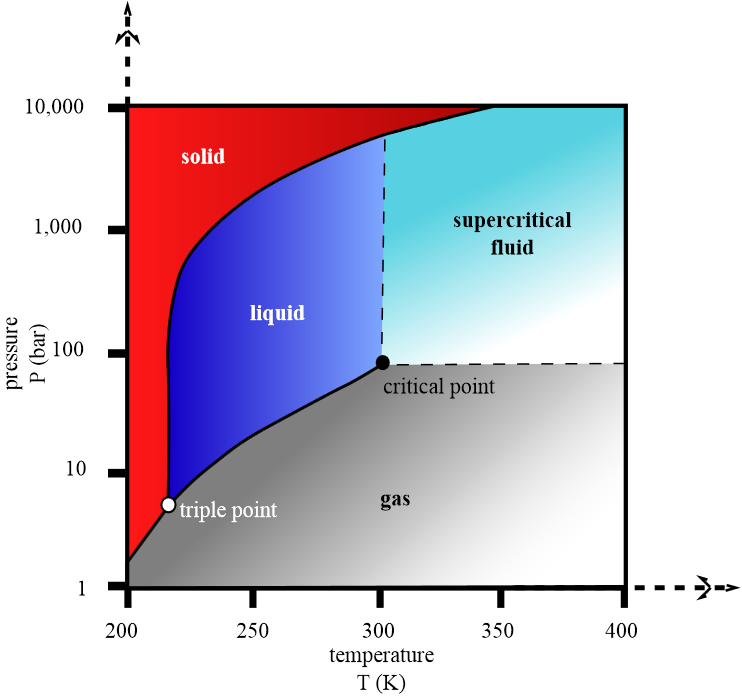 10,000
solid
1,000
supercritical
fluid
liquid
pressure
P (bar)
100
critical point
10
gas
triple point
1
200
250
300
350
400
temperature
T (K)